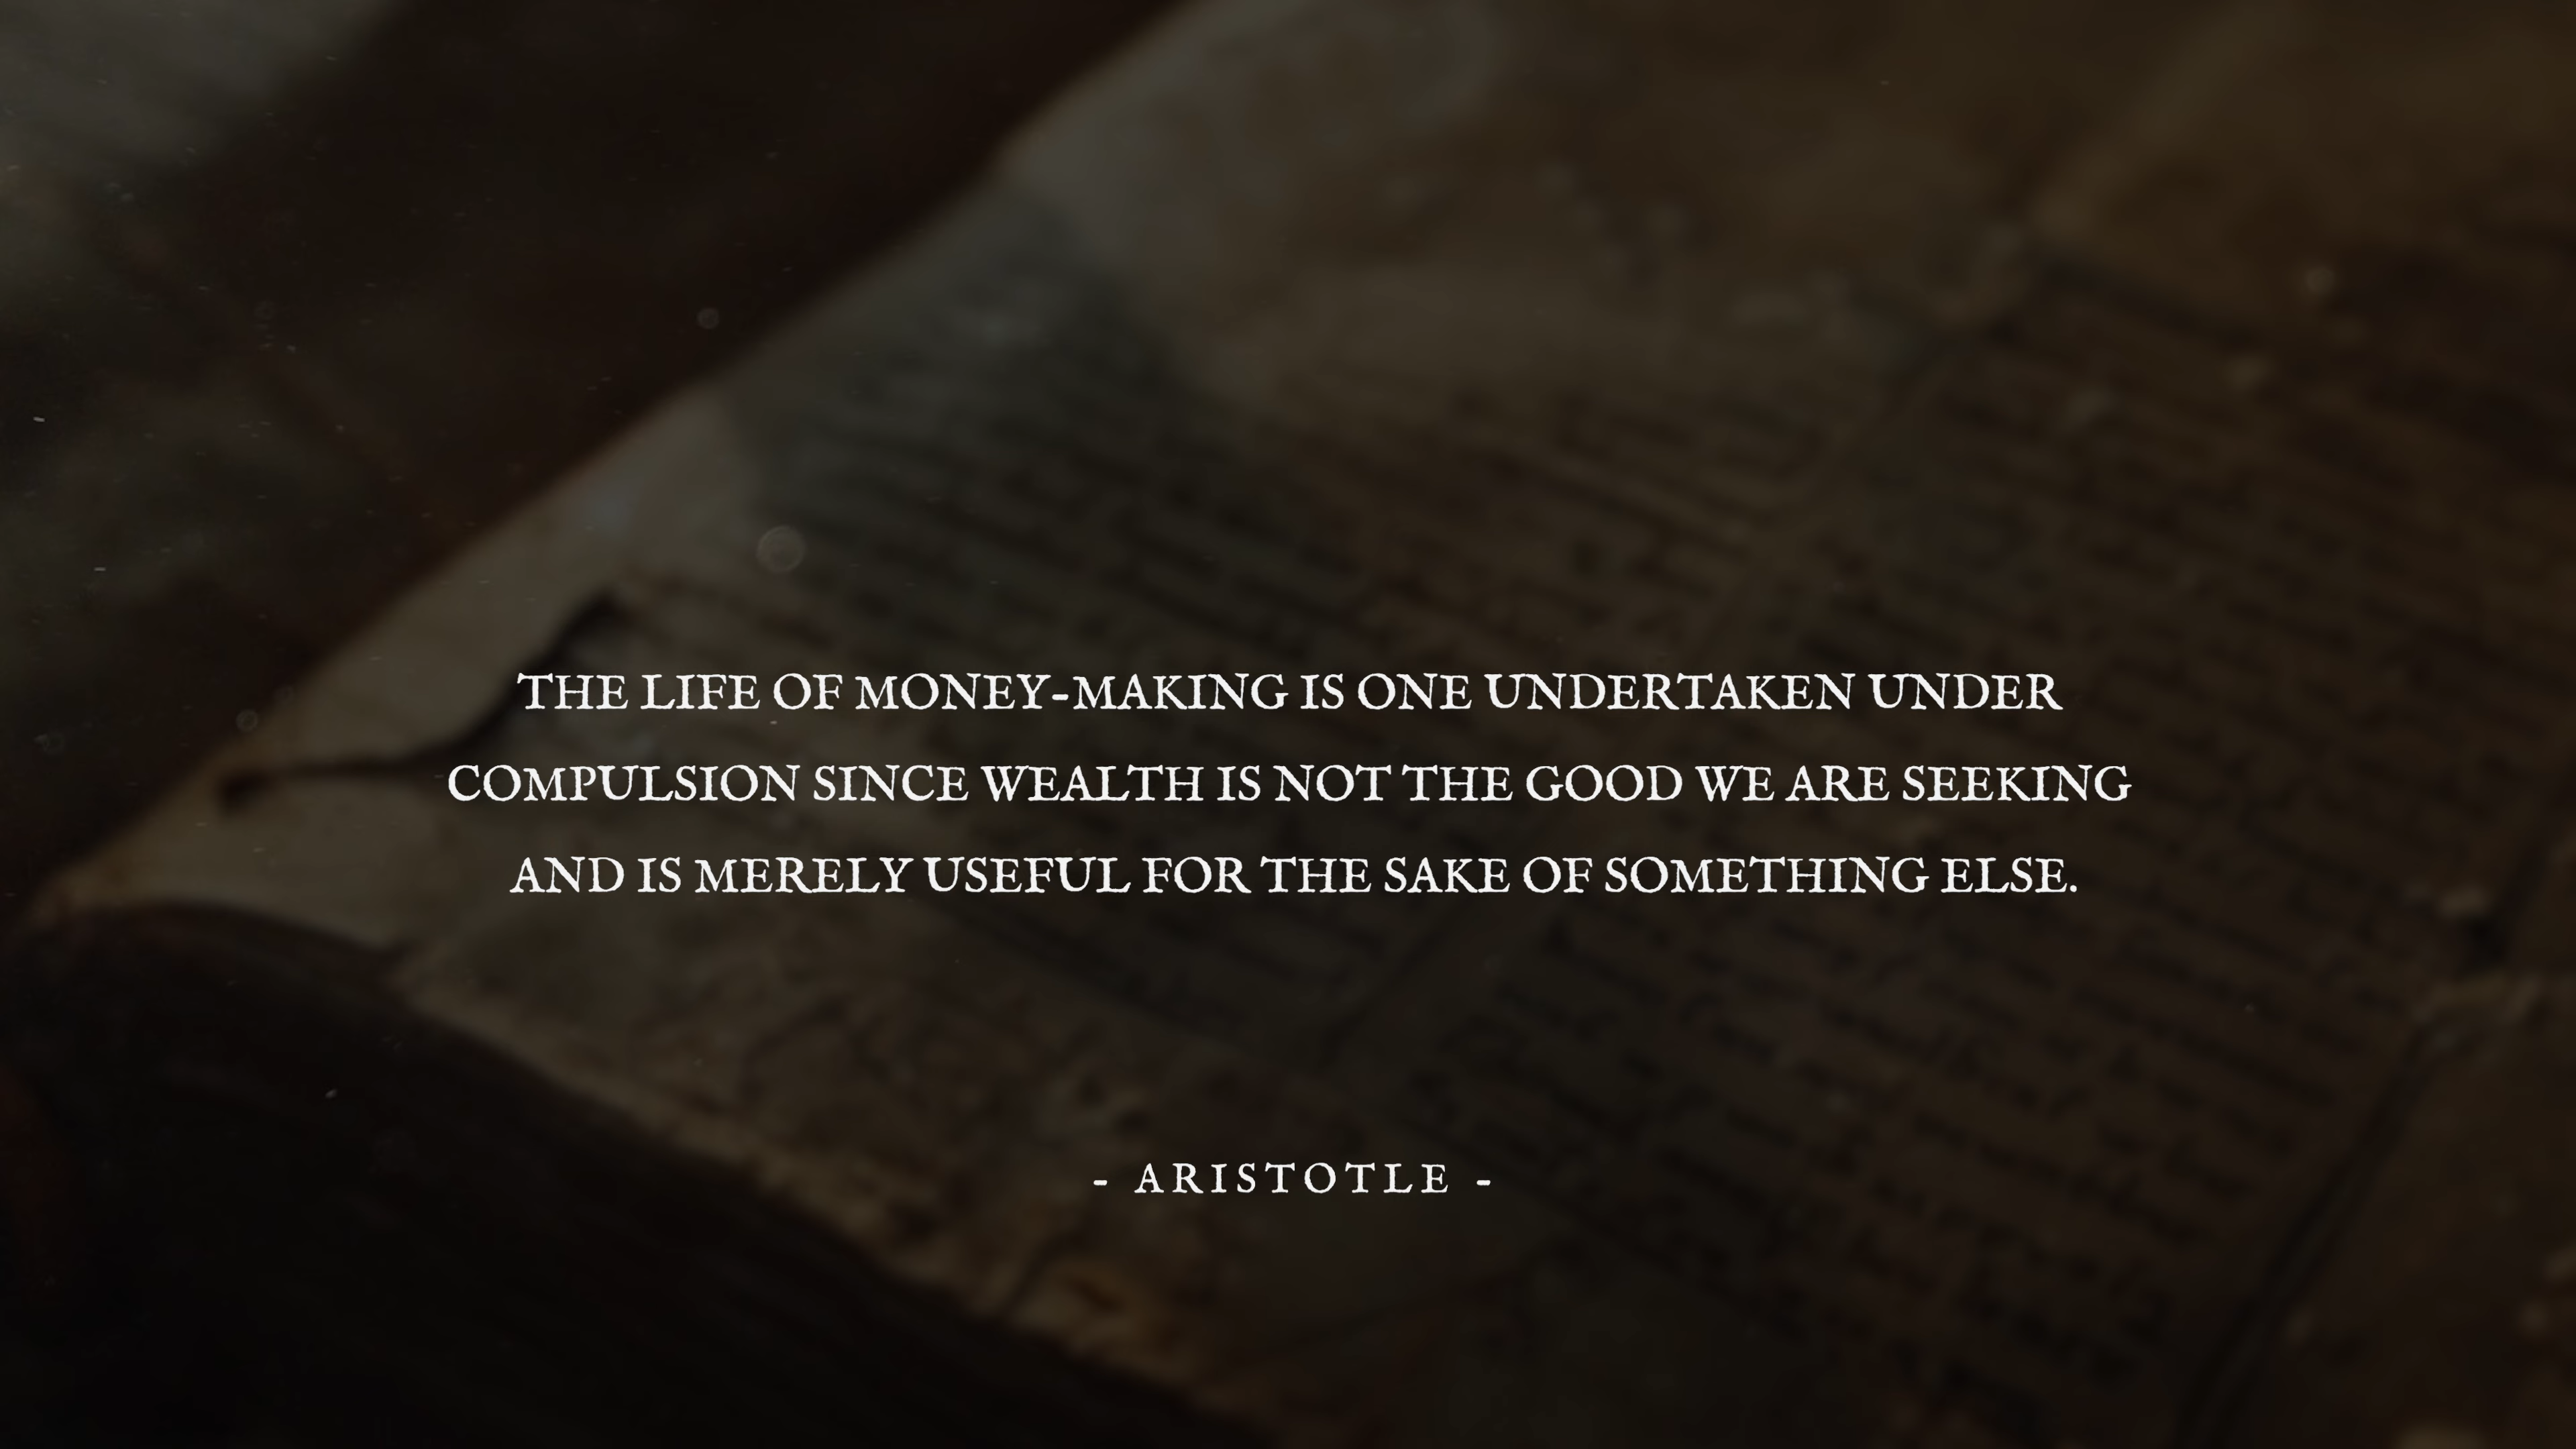 THE LIFE OF MONEY-MAKING IS ONE UNDERTAKEN UNDER
COMPULSION SINCE WEALTH IS NOT THE GOOD WE ARE SEEKING
AND IS MERELY USEFUL FOR THE SAKE OF SOMETHING ELSE.
- ARISTOTLE -